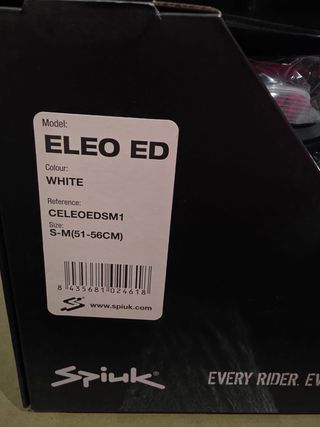 Model:
ELEO ED
Colour:
WHITE
Reference:
CELEOEDSM1
Size:
S-M(51-56CM)
8 435681 024618
www.spiuk.com
Spiuk
EVERY RIDER. EV